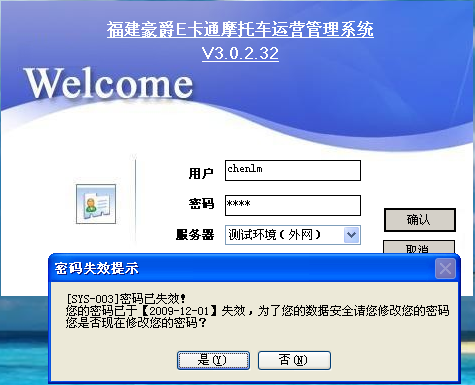 福建豪爵E卡通摩托车运营管理系统
V3.0.2.32
Welcome
用户 chenlm
密码 ****
服务器 测试环境（外网）
确认
取消
密码失效提示
[SYS-003]密码已失效!
您的密码已于【2009-12-01】失效，为了您的数据安全请您修改您的密码
您是否现在修改您的密码？
是(Y) 否(N)